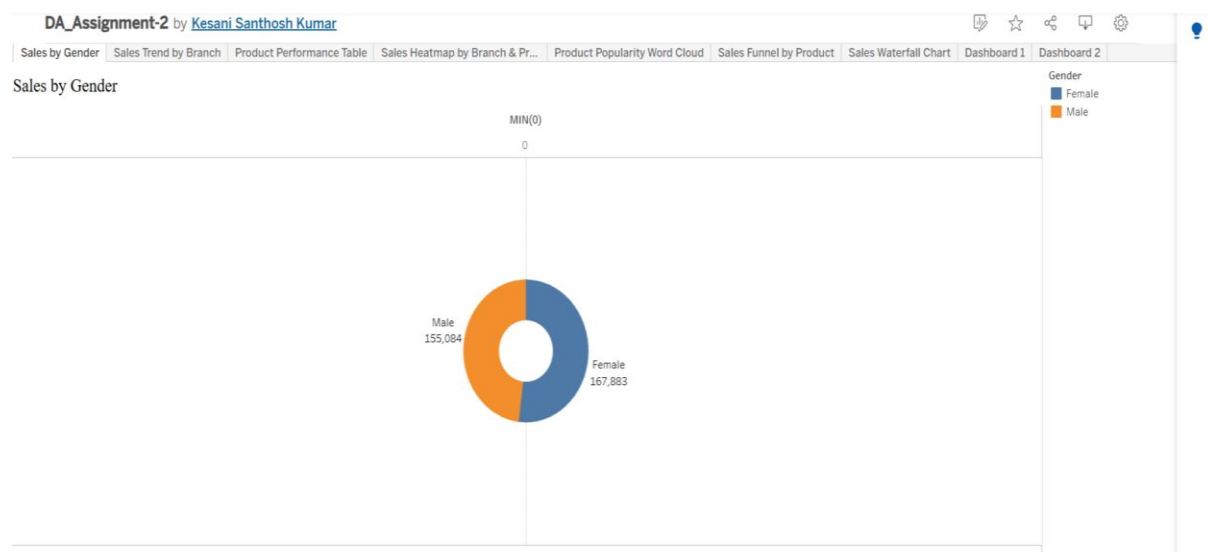 DA_Assignment-2 by Kesani Santhosh Kumar
Sales by Gender Sales Trend by Branch Product Performance Table Sales Heatmap by Branch & Pr... Product Popularity Word Cloud Sales Funnel by Product Sales Waterfall Chart Dashboard 1 Dashboard 2
Sales by Gender
Gender
Female
Male
MIN(0)
0
Male
155,084
Female
167,883